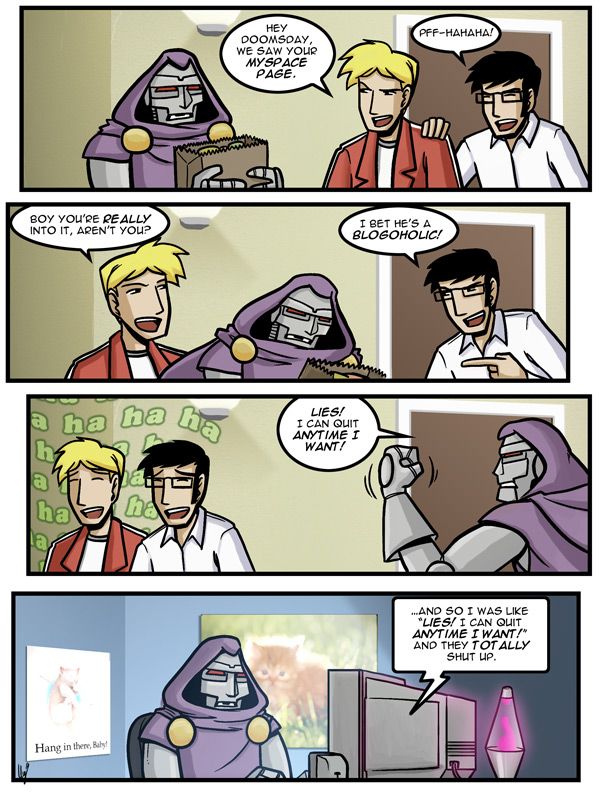 HEY
DOOMSDAY,
WE SAW YOUR
MYSPACE
PAGE.
PFF-HAHAHA!
BOY YOU'RE REALLY
INTO IT, AREN'T YOU?
I BET HE'S A
BLOGOHOLIC!
ha
a ha ha ha
a ha ha
ha ha
ha
ha
LIES!
I CAN QUIT
ANYTIME I
WANT!
...AND SO I WAS LIKE
"LIES! I CAN QUIT
ANYTIME I WANT!"
AND THEY TOTALLY
SHUT UP.
Hang in there, Baby!